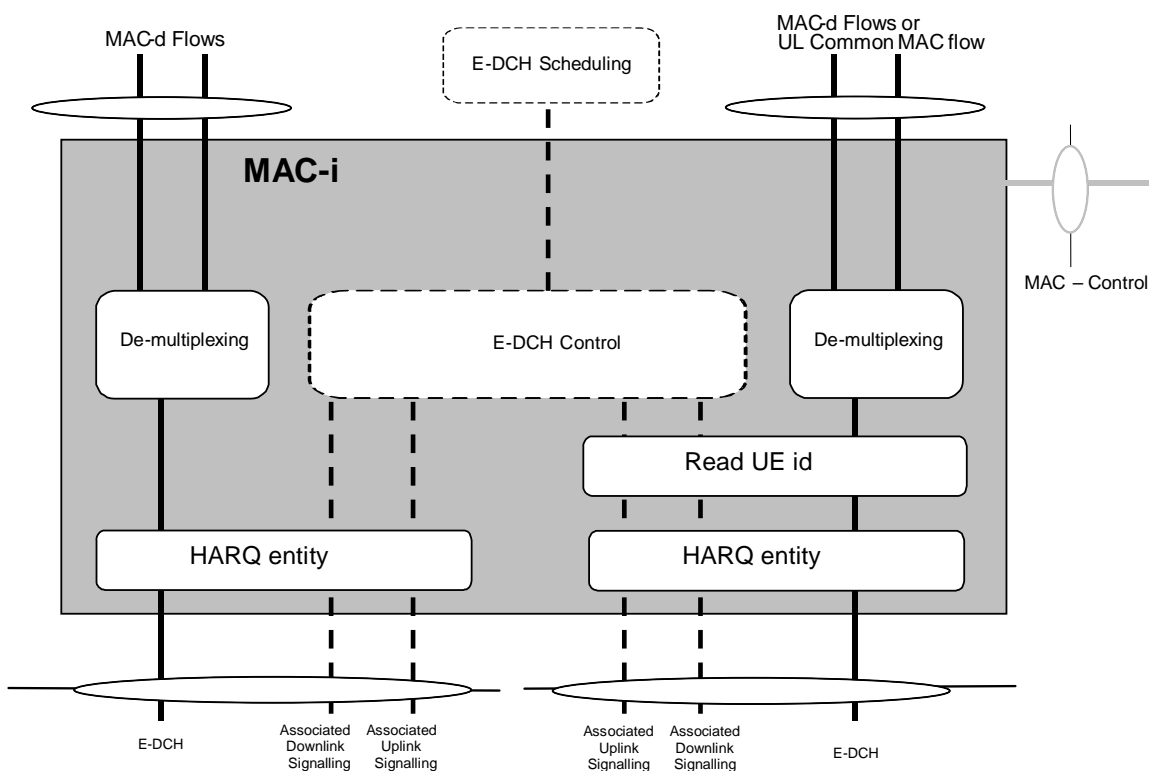 MAC-d Flows
E-DCH Scheduling
MAC-d Flows or
UL Common MAC flow
MAC-i
MAC – Control
De-multiplexing
E-DCH Control
De-multiplexing
Read UE id
HARQ entity
HARQ entity
E-DCH
Associated
Downlink
Signalling
Associated
Uplink
Signalling
Associated
Uplink
Signalling
Associated
Downlink
Signalling
E-DCH